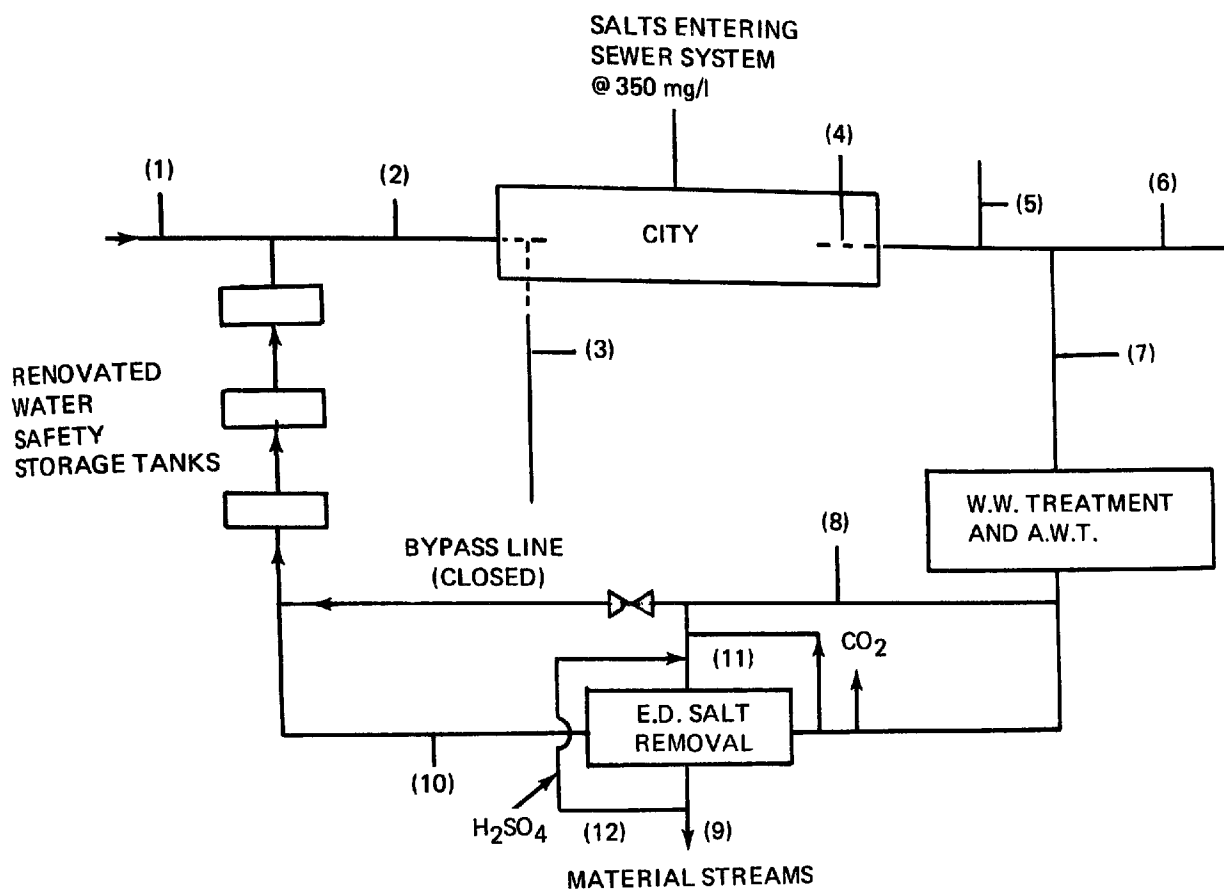 SALTS ENTERING
SEWER SYSTEM
@ 350 mg/l
(1)
(2)
(4)
(5)
(6)
CITY
(3)
(7)
RENOVATED
WATER
SAFETY
STORAGE TANKS
W.W. TREATMENT
AND A.W.T.
BYPASS LINE
(CLOSED)
(8)
CO2
(11)
E.D. SALT
REMOVAL
(10)
H2SO4
(12)
(9)
MATERIAL STREAMS